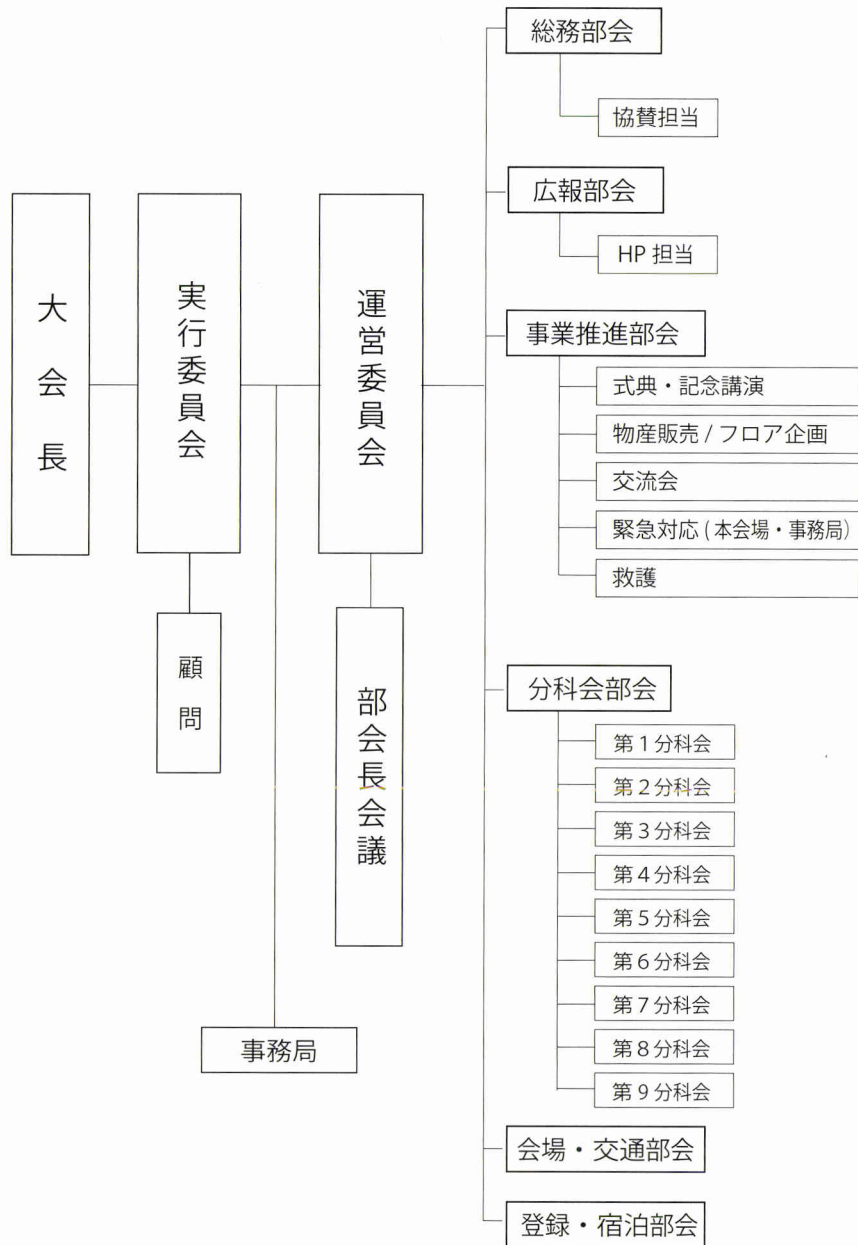 大会長
実行委員会
顧問
事務局
運営委員会
部会長会議
総務部会
協賛担当
広報部会
HP 担当
事業推進部会
式典・記念講演
物産販売 / フロア企画
交流会
緊急対応 ( 本会場・事務局)
救護
分科会部会
第1分科会
第2分科会
第3分科会
第4分科会
第5分科会
第6分科会
第7分科会
第8分科会
第9分科会
会場・交通部会
登録・宿泊部会